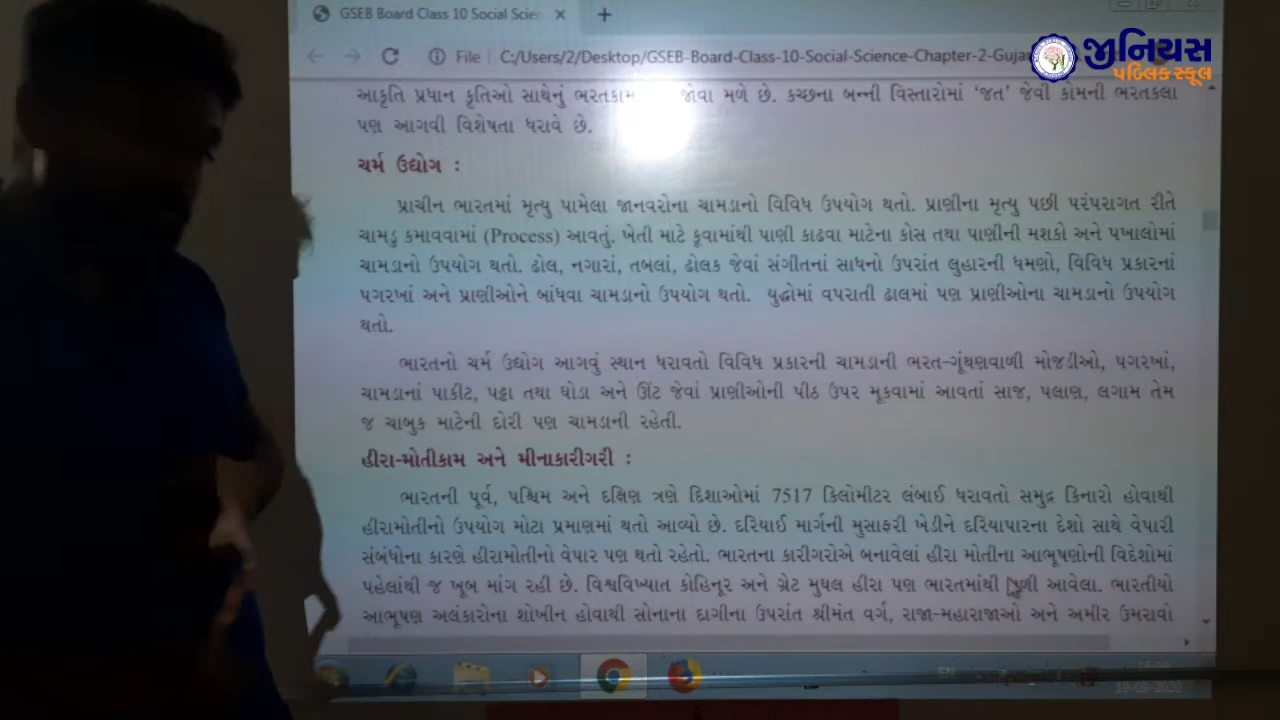 GSEB Board Class 10 Social Scie
જીનિયસ
પબ્લિક સ્કૂલ
File C:/Users/2/Desktop/GSEB-Board-Class-10-Social-Science-Chapter-2-Guja
આકૃતિ પ્રધાન કૃતિઓ સાથેનું ભરતકામ જોવા મળે છે. કચ્છના બન્ની વિસ્તારોમાં ‘જત’ જેવી કોમની ભરતકલા
પણ આગવી વિશેષતા ધરાવે છે.
ચર્મ ઉદ્યોગ :
પ્રાચીન ભારતમાં મૃત્યુ પામેલા જાનવરોના ચામડાનો વિવિધ ઉપયોગ થતો. પ્રાણીના મૃત્યુ પછી પરંપરાગત રીતે
ચામડુ કમાવવામાં (Process) આવતું. ખેતી માટે કૂવામાંથી પાણી કાઢવા માટેના કોસ તથા પાણીની મશકો અને પખાલોમાં
ચામડાનો ઉપયોગ થતો. ઢોલ, નગારાં, તબલાં, ઢોલક જેવાં સંગીતનાં સાધનો ઉપરાંત લુહારની ધમણો, વિવિધ પ્રકારનાં
પગરખાં અને પ્રાણીઓને બાંધવા ચામડાનો ઉપયોગ થતો. યુદ્ધોમાં વપરાતી ઢાલમાં પણ પ્રાણીઓના ચામડાનો ઉપયોગ
થતો.
ભારતનો ચર્મ ઉદ્યોગ આગવું સ્થાન ધરાવતો વિવિધ પ્રકારની ચામડાની ભરત-ગૂંથણવાળી મોજડીઓ, પગરખાં,
ચામડાનાં પાકીટ, પટ્ટા તથા ઘોડા અને ઊંટ જેવાં પ્રાણીઓની પીઠ ઉપર મૂકવામાં આવતાં સાજ, પલાણ, લગામ તેમ
જ ચાબુક માટેની દોરી પણ ચામડાની રહેતી.
હીરા-મોતીકામ અને મીનાકારીગરી :
ભારતની પૂર્વ, પશ્ચિમ અને દક્ષિણ ત્રણે દિશાઓમાં 7517 કિલોમીટર લંબાઈ ધરાવતો સમુદ્ર કિનારો હોવાથી
હીરામોતીનો ઉપયોગ મોટા પ્રમાણમાં થતો આવ્યો છે. દરિયાઈ માર્ગની મુસાફરી ખેડીને દરિયાપારના દેશો સાથે વેપારી
સંબંધોના કારણે હીરામોતીનો વેપાર પણ થતો રહેતો. ભારતના કારીગરોએ બનાવેલાં હીરા મોતીના આભૂષણોની વિદેશોમાં
પહેલાંથી જ ખૂબ માંગ રહી છે. વિશ્વવિખ્યાત કોહિનૂર અને ગ્રેટ મુઘલ હીરા પણ ભારતમાંથી આવેલા. ભારતીયો
આભૂષણ અલંકારોના શોખીન હોવાથી સોનાના દાગીના ઉપરાંત શ્રીમંત વર્ગ, રાજા-મહારાજાઓ અને અમીર ઉમરાવો
EN